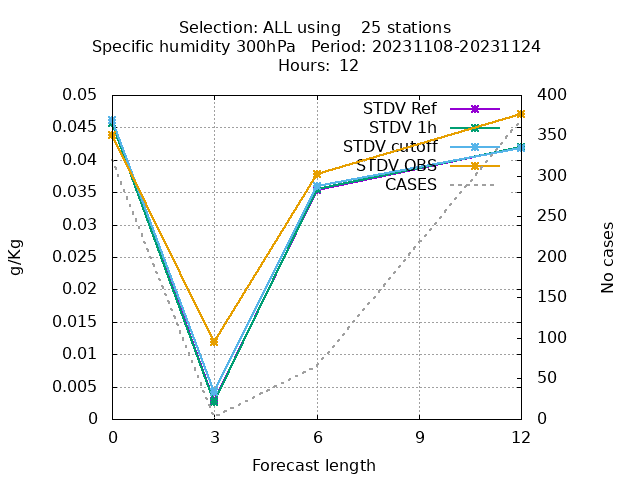 Selection: ALL using    25 stations
Specific humidity 300hPa   Period: 20231108-20231124
Hours:  12
STDV Ref
STDV 1h
STDV cutoff
STDV OBS
CASES
0.05
0.045
0.04
0.035
0.03
0.025
0.02
0.015
0.01
0.005
0
g/Kg
400
350
300
250
200
150
100
50
0
No cases
0 3 6 9 12
Forecast length